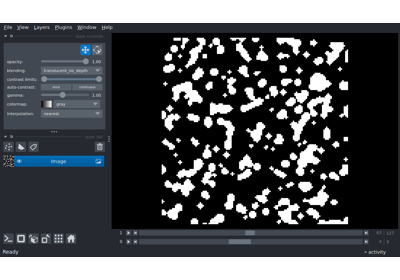 File View Layers Plugins Window Help
opacity: 1.00
blending: translucent_no_depth
contrast limits:
auto-contrast: once continuous
gamma: 1.00
colormap: gray
interpolation: nearest
Image
1
0
Ready
activity